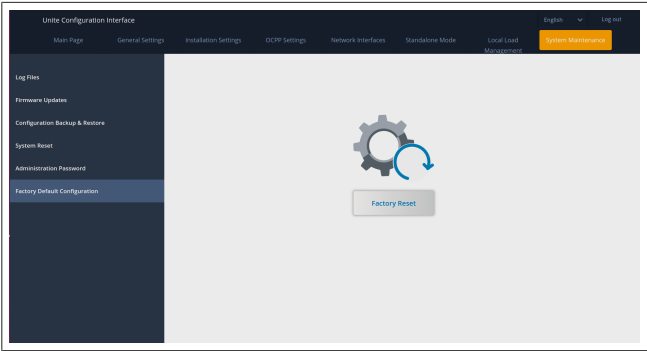 Unite Configuration Interface
English
Log out
Main Page
General Settings
Installation Settings
OCPP Settings
Network Interfaces
Standalone Mode
Local Load
Management
System Maintenance
Log Files
Firmware Updates
Configuration Backup & Restore
System Reset
Administration Password
Factory Default Configuration
Factory Reset